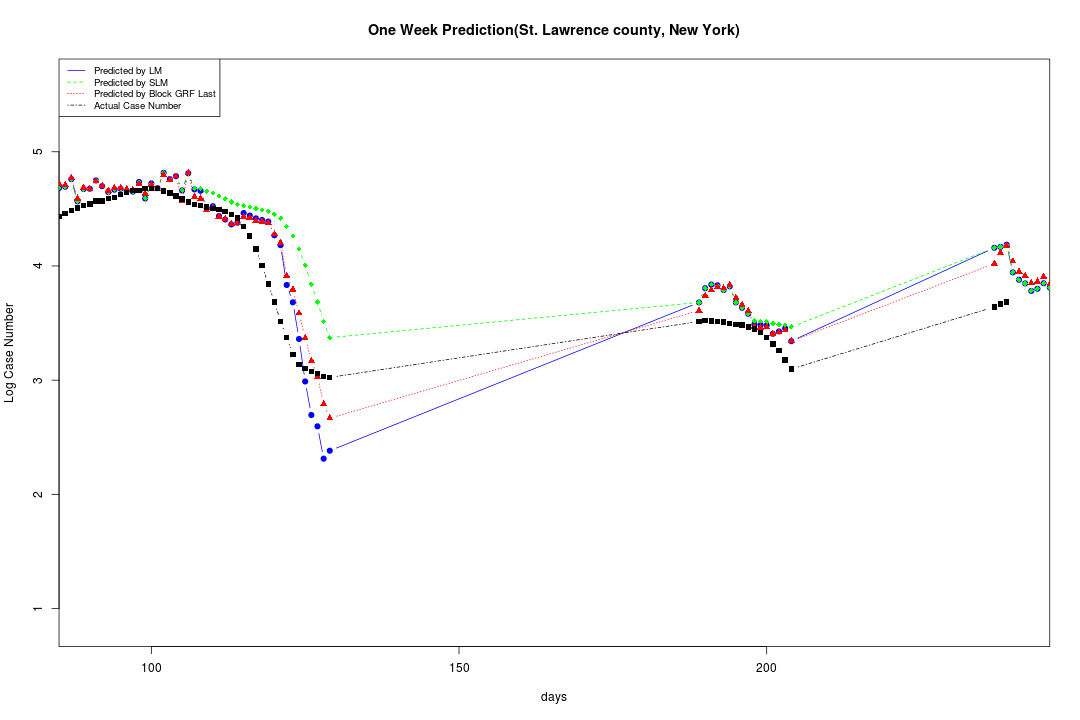 One Week Prediction(St. Lawrence county, New York)
Predicted by LM
Predicted by SLM
Predicted by Block GRF Last
Actual Case Number
5
4
3
2
1
Log Case Number
100
150
200
days